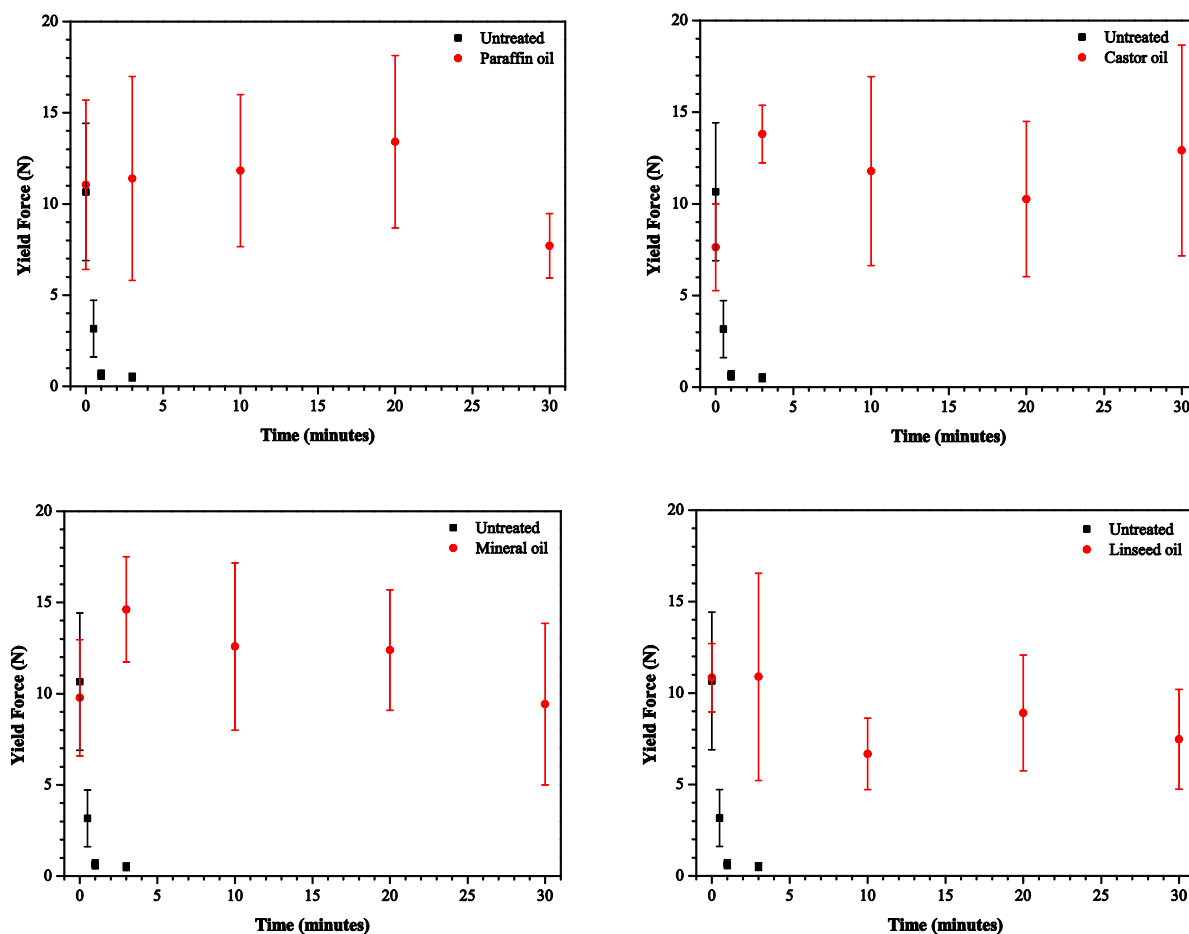 20
15
10
5
0
Yield Force (N)
Untreated
Paraffin oil
0 5 10 15 20 25 30
Time (minutes)
20
15
10
5
0
Yield Force (N)
Untreated
Castor oil
0 5 10 15 20 25 30
Time (minutes)
20
15
10
5
0
Yield Force (N)
Untreated
Mineral oil
0 5 10 15 20 25 30
Time (minutes)
20
15
10
5
0
Yield Force (N)
Untreated
Linseed oil
0 5 10 15 20 25 30
Time (minutes)